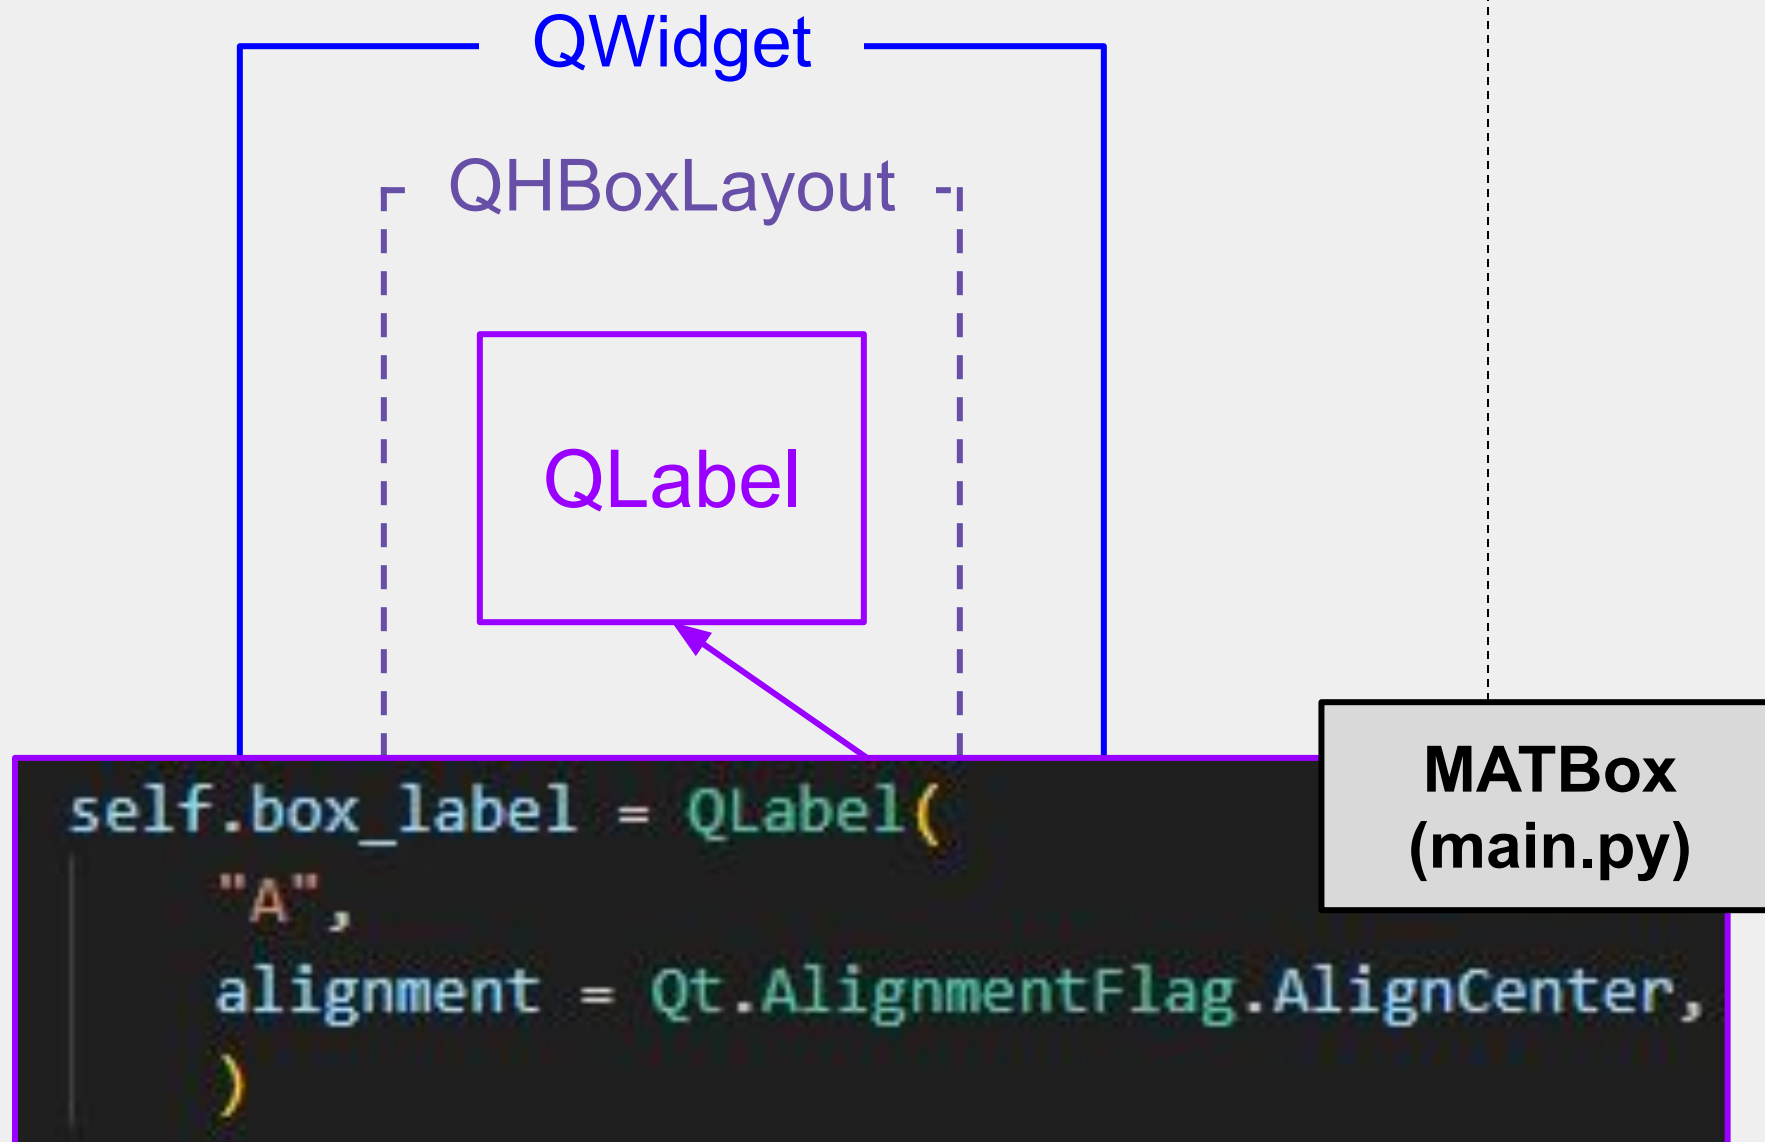 QWidget
QHBoxLayout
QLabel
MATBox
(main.py)
self.box_label = QLabel(
"A",
alignment = Qt.AlignmentFlag.AlignCenter,
)